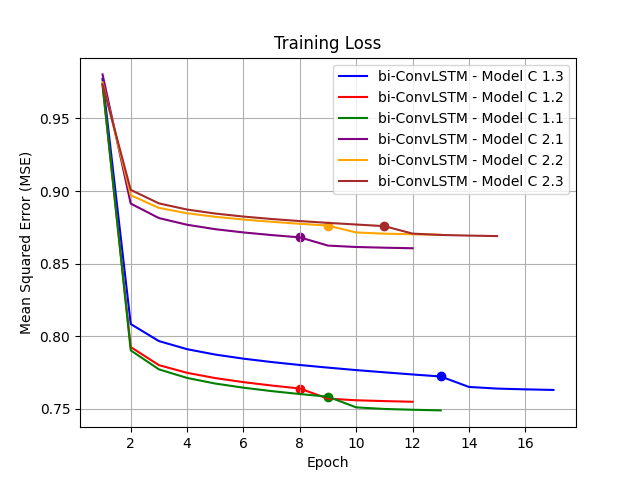 Training Loss
bi-ConvLSTM - Model C 1.3
bi-ConvLSTM - Model C 1.2
bi-ConvLSTM - Model C 1.1
bi-ConvLSTM - Model C 2.1
bi-ConvLSTM - Model C 2.2
bi-ConvLSTM - Model C 2.3
Mean Squared Error (MSE)
0.95
0.90
0.85
0.80
0.75
2 4 6 8 10 12 14 16
Epoch